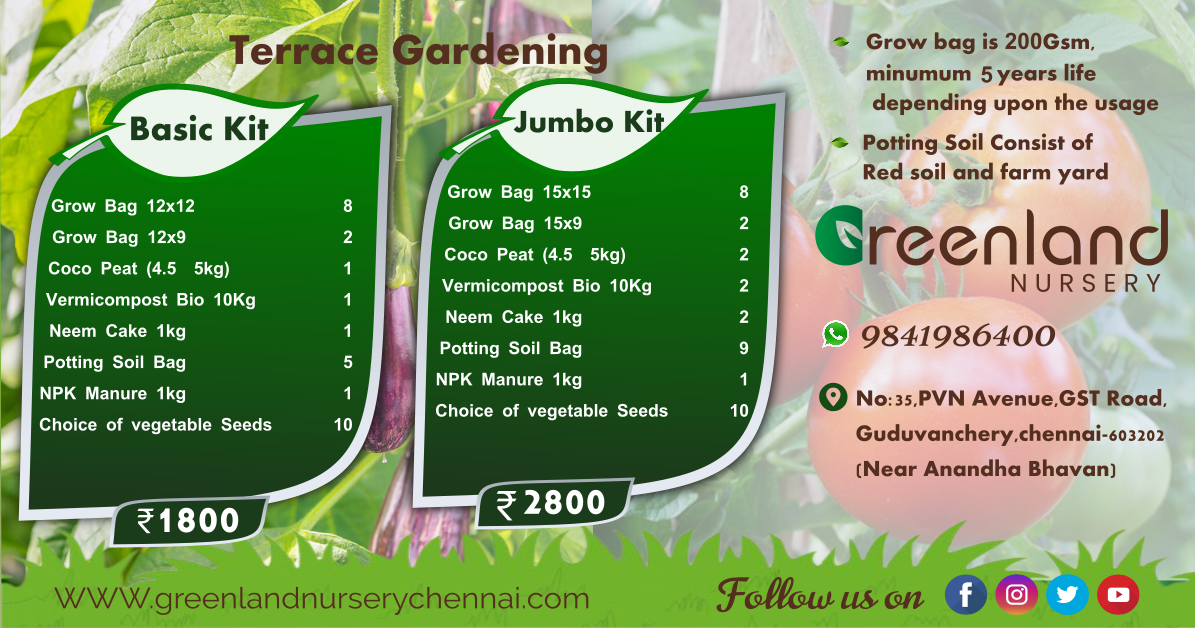 Terrace Gardening
Basic Kit
Grow Bag 12x12 8
Grow Bag 12x9 2
Coco Peat (4.5 5kg) 1
Vermicompost Bio 10Kg 1
Neem Cake 1kg 1
Potting Soil Bag 5
NPK Manure 1kg 1
Choice of vegetable Seeds 10
₹1800
Jumbo Kit
Grow Bag 15x15 8
Grow Bag 15x9 2
Coco Peat (4.5 5kg) 2
Vermicompost Bio 10Kg 2
Neem Cake 1kg 2
Potting Soil Bag 9
NPK Manure 1kg 1
Choice of vegetable Seeds 10
₹2800
Grow bag is 200Gsm,
minumum 5 years life
depending upon the usage
Potting Soil Consist of
Red soil and farm yard
Greenland
NURSERY
9841986400
No:35,PVN Avenue,GST Road,
Guduvanchery,chennai-603202
(Near Anandha Bhavan)
WWW.greenlandnurserychennai.com
Follow us on